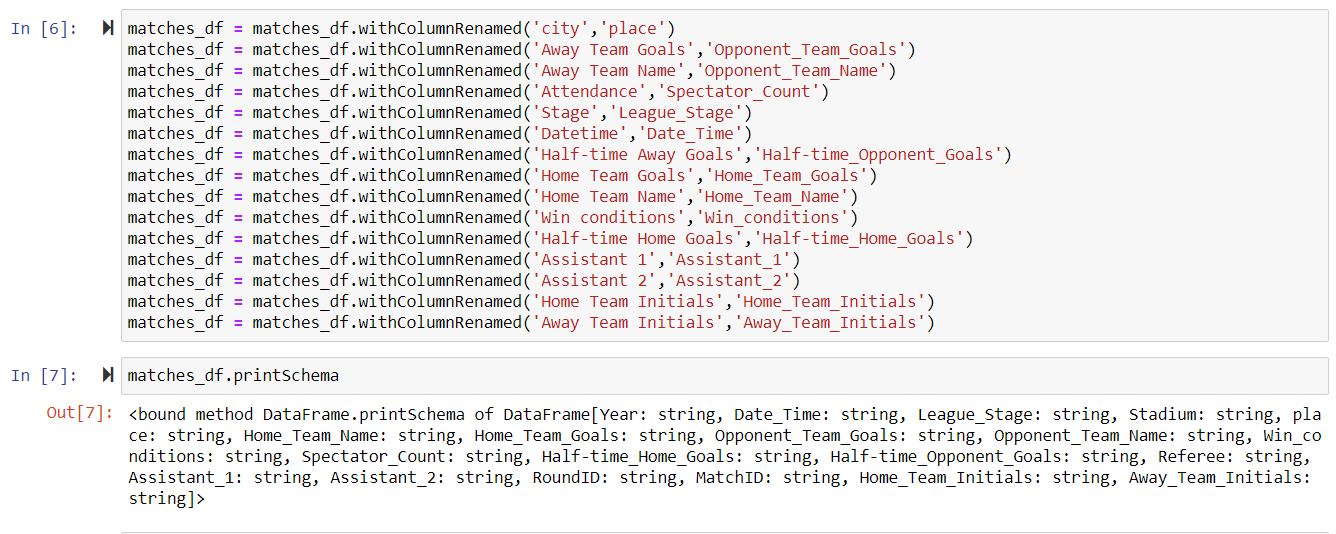 In [6]:
matches_df = matches_df.withColumnRenamed('city','place')
matches_df = matches_df.withColumnRenamed('Away Team Goals','Opponent_Team_Goals')
matches_df = matches_df.withColumnRenamed('Away Team Name','Opponent_Team_Name')
matches_df = matches_df.withColumnRenamed('Attendance','Spectator_Count')
matches_df = matches_df.withColumnRenamed('Stage','League_Stage')
matches_df = matches_df.withColumnRenamed('Datetime','Date_Time')
matches_df = matches_df.withColumnRenamed('Half-time Away Goals','Half-time_Opponent_Goals')
matches_df = matches_df.withColumnRenamed('Home Team Goals','Home_Team_Goals')
matches_df = matches_df.withColumnRenamed('Home Team Name','Home_Team_Name')
matches_df = matches_df.withColumnRenamed('Win conditions','Win_conditions')
matches_df = matches_df.withColumnRenamed('Half-time Home Goals','Half-time_Home_Goals')
matches_df = matches_df.withColumnRenamed('Assistant 1','Assistant_1')
matches_df = matches_df.withColumnRenamed('Assistant 2','Assistant_2')
matches_df = matches_df.withColumnRenamed('Home Team Initials','Home_Team_Initials')
matches_df = matches_df.withColumnRenamed('Away Team Initials','Away_Team_Initials')
In [7]:
matches_df.printSchema
Out[7]:
<bound method DataFrame.printSchema of DataFrame[Year: string, Date_Time: string, League_Stage: string, Stadium: string, pla
ce: string, Home_Team_Name: string, Home_Team_Goals: string, Opponent_Team_Goals: string, Opponent_Team_Name: string, Win_co
nditions: string, Spectator_Count: string, Half-time_Home_Goals: string, Half-time_Opponent_Goals: string, Referee: string,
Assistant_1: string, Assistant_2: string, RoundID: string, MatchID: string, Home_Team_Initials: string, Away_Team_Initials:
string]>